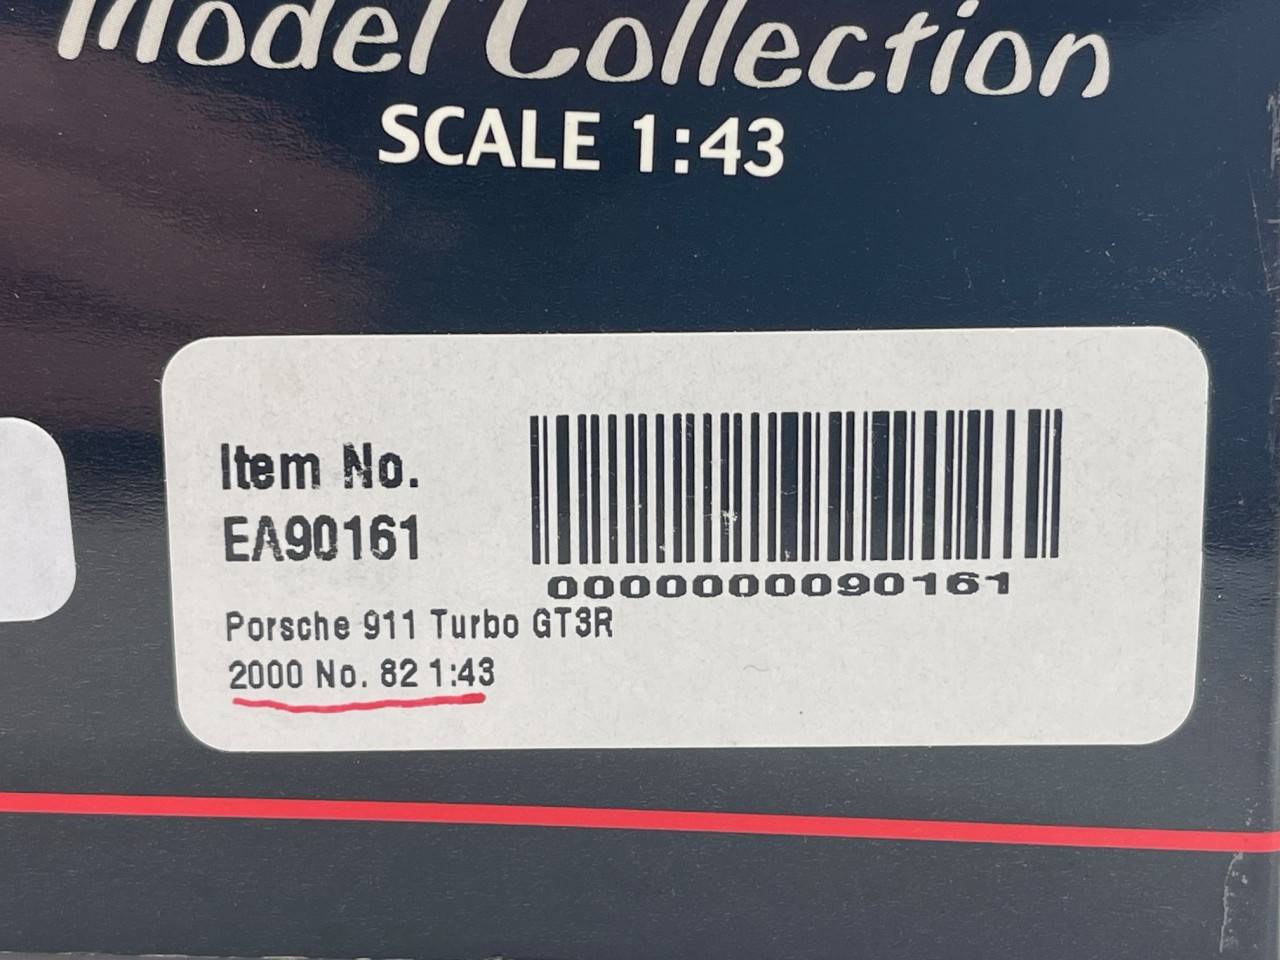 Model Collection
SCALE 1:43
Item No.
EA90161
0000000090161
Porsche 911 Turbo GT3R
2000 No. 82 1:43